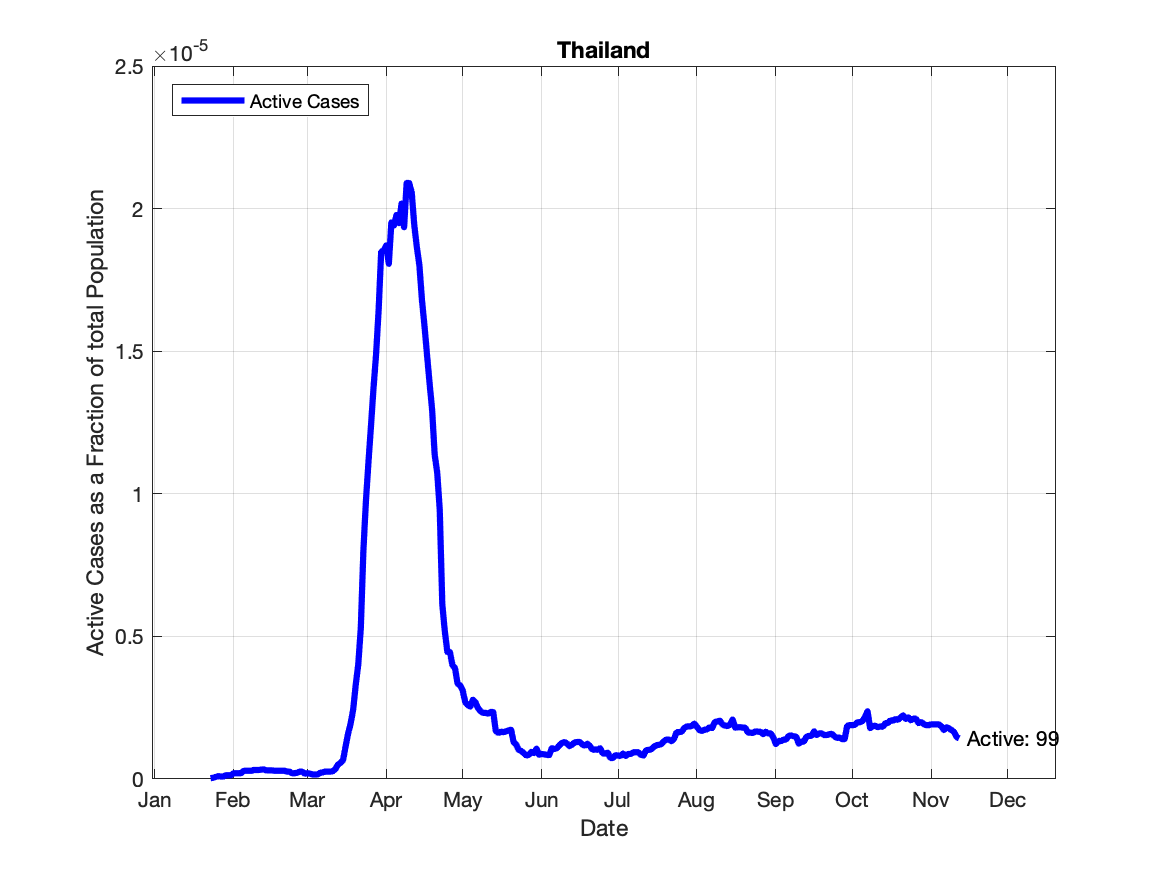 Thailand
×10-5
2.5
2
1.5
1
0.5
0
Active Cases as a Fraction of total Population
Active Cases
Active: 99
Jan Feb Mar Apr May Jun Jul Aug Sep Oct Nov Dec
Date